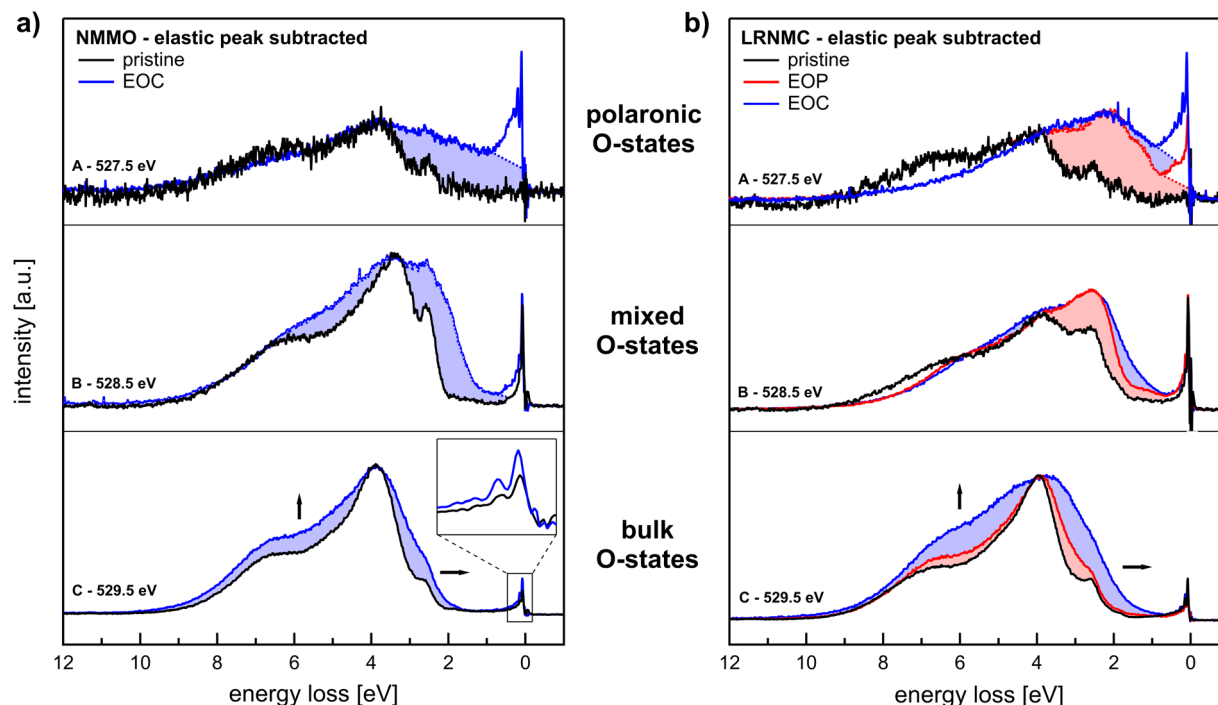 a)
NMMO - elastic peak subtracted
pristine
EOC
A - 527.5 eV
B - 528.5 eV
C - 529.5 eV
intensity [a.u.]
12 10 8 6 4 2 0
energy loss [eV]
polaronic
O-states
mixed
O-states
bulk
O-states
b)
LRNMC - elastic peak subtracted
pristine
EOP
EOC
A - 527.5 eV
B - 528.5 eV
C - 529.5 eV
12 10 8 6 4 2 0
energy loss [eV]